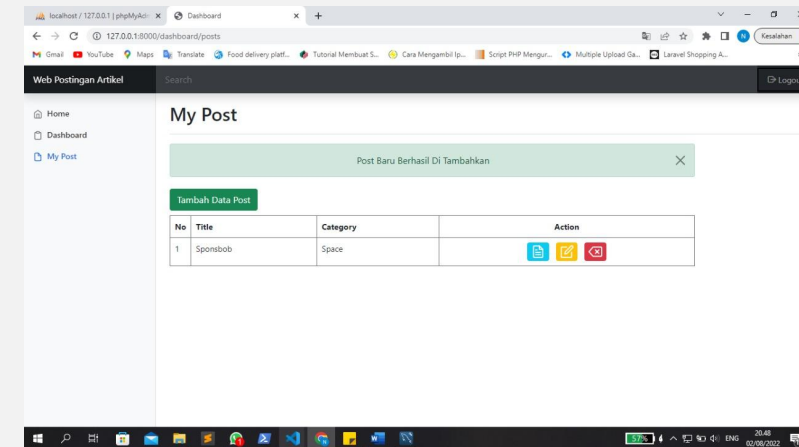 localhost / 127.0.0.1 | phpMyAdm
Dashboard
127.0.0.1:8000/dashboard/posts
Kesalahan
Gmail YouTube Maps Translate Food delivery platf... Tutorial Membuat S... Cara Mengambil Ip... Script PHP Mengur... Multiple Upload Ga... Laravel Shopping A...
Web Postingan Artikel
Search
Logou
Home
Dashboard
My Post
My Post
Post Baru Berhasil Di Tambahkan
Tambah Data Post
No Title Category Action
1 Sponsbob Space
57% ENG 20.48
02/08/2022